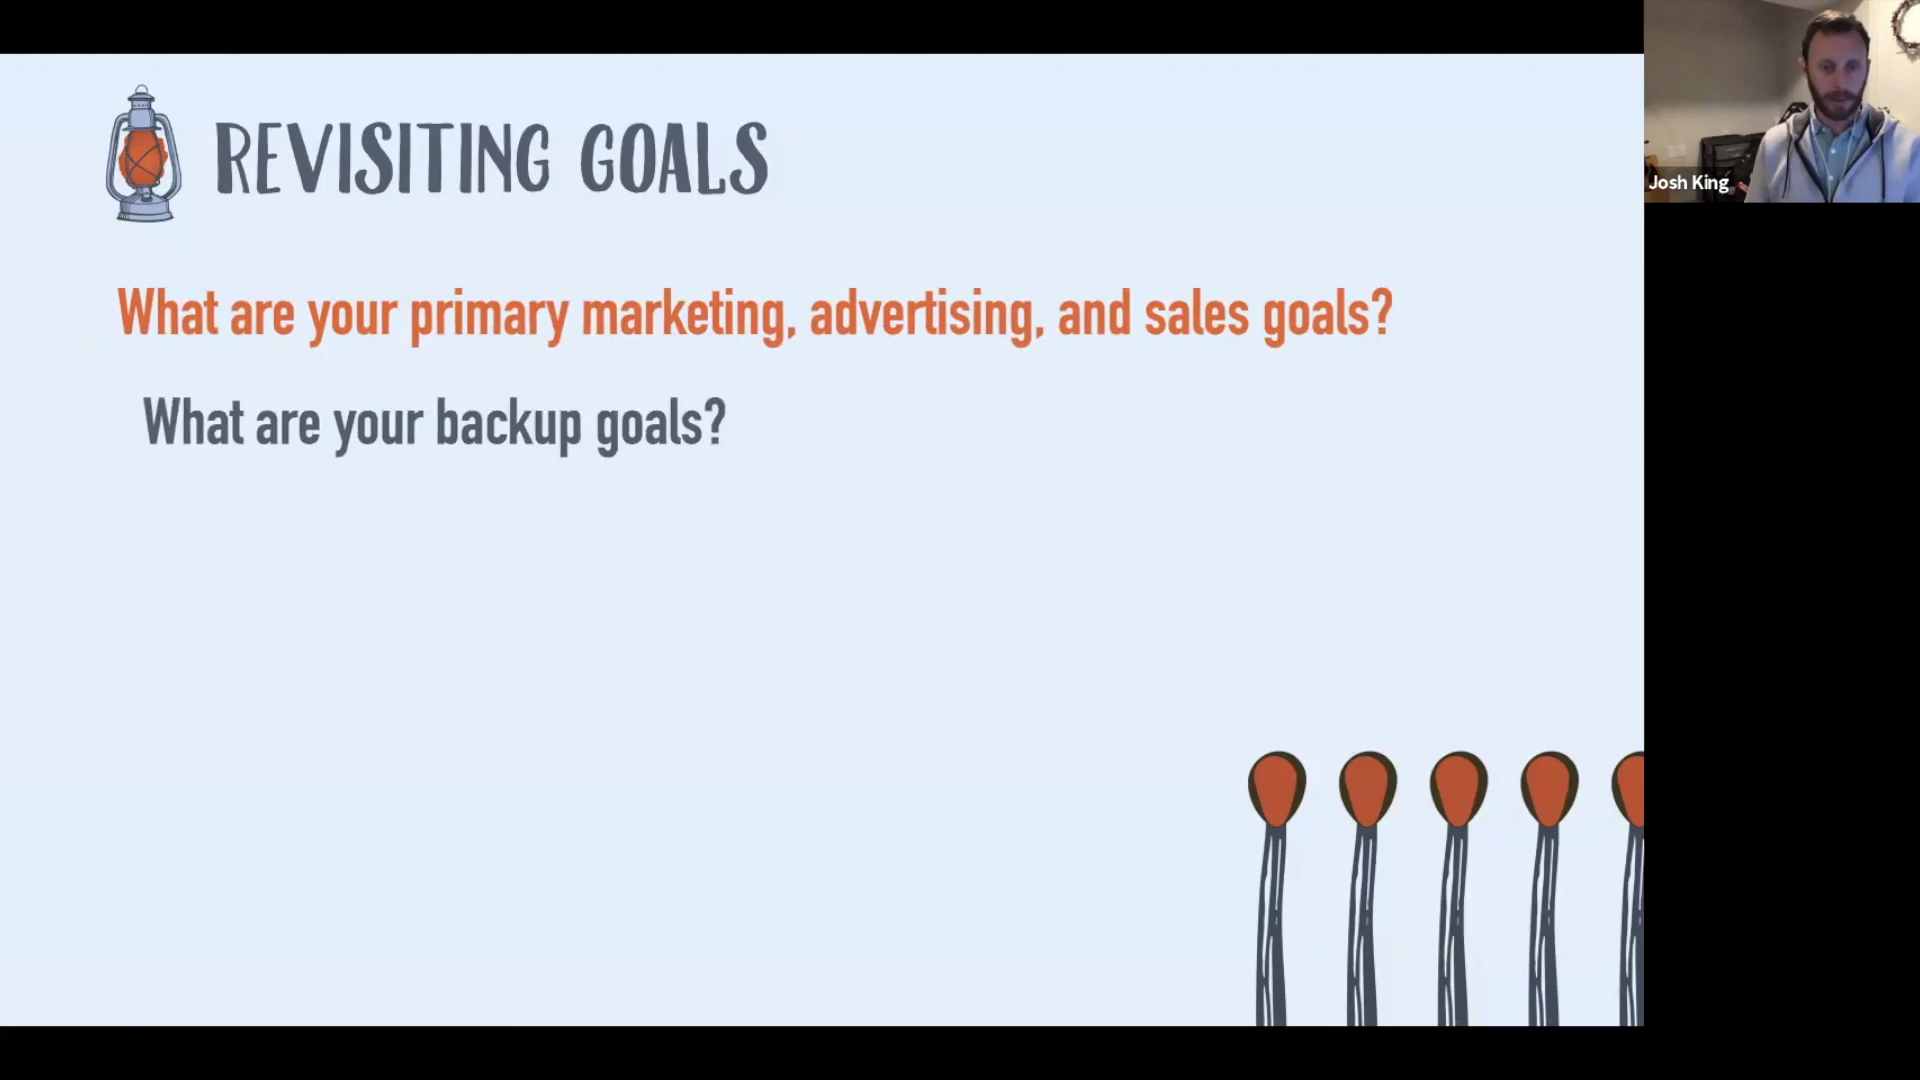 REVISITING GOALS
What are your primary marketing, advertising, and sales goals?
What are your backup goals?
Josh King